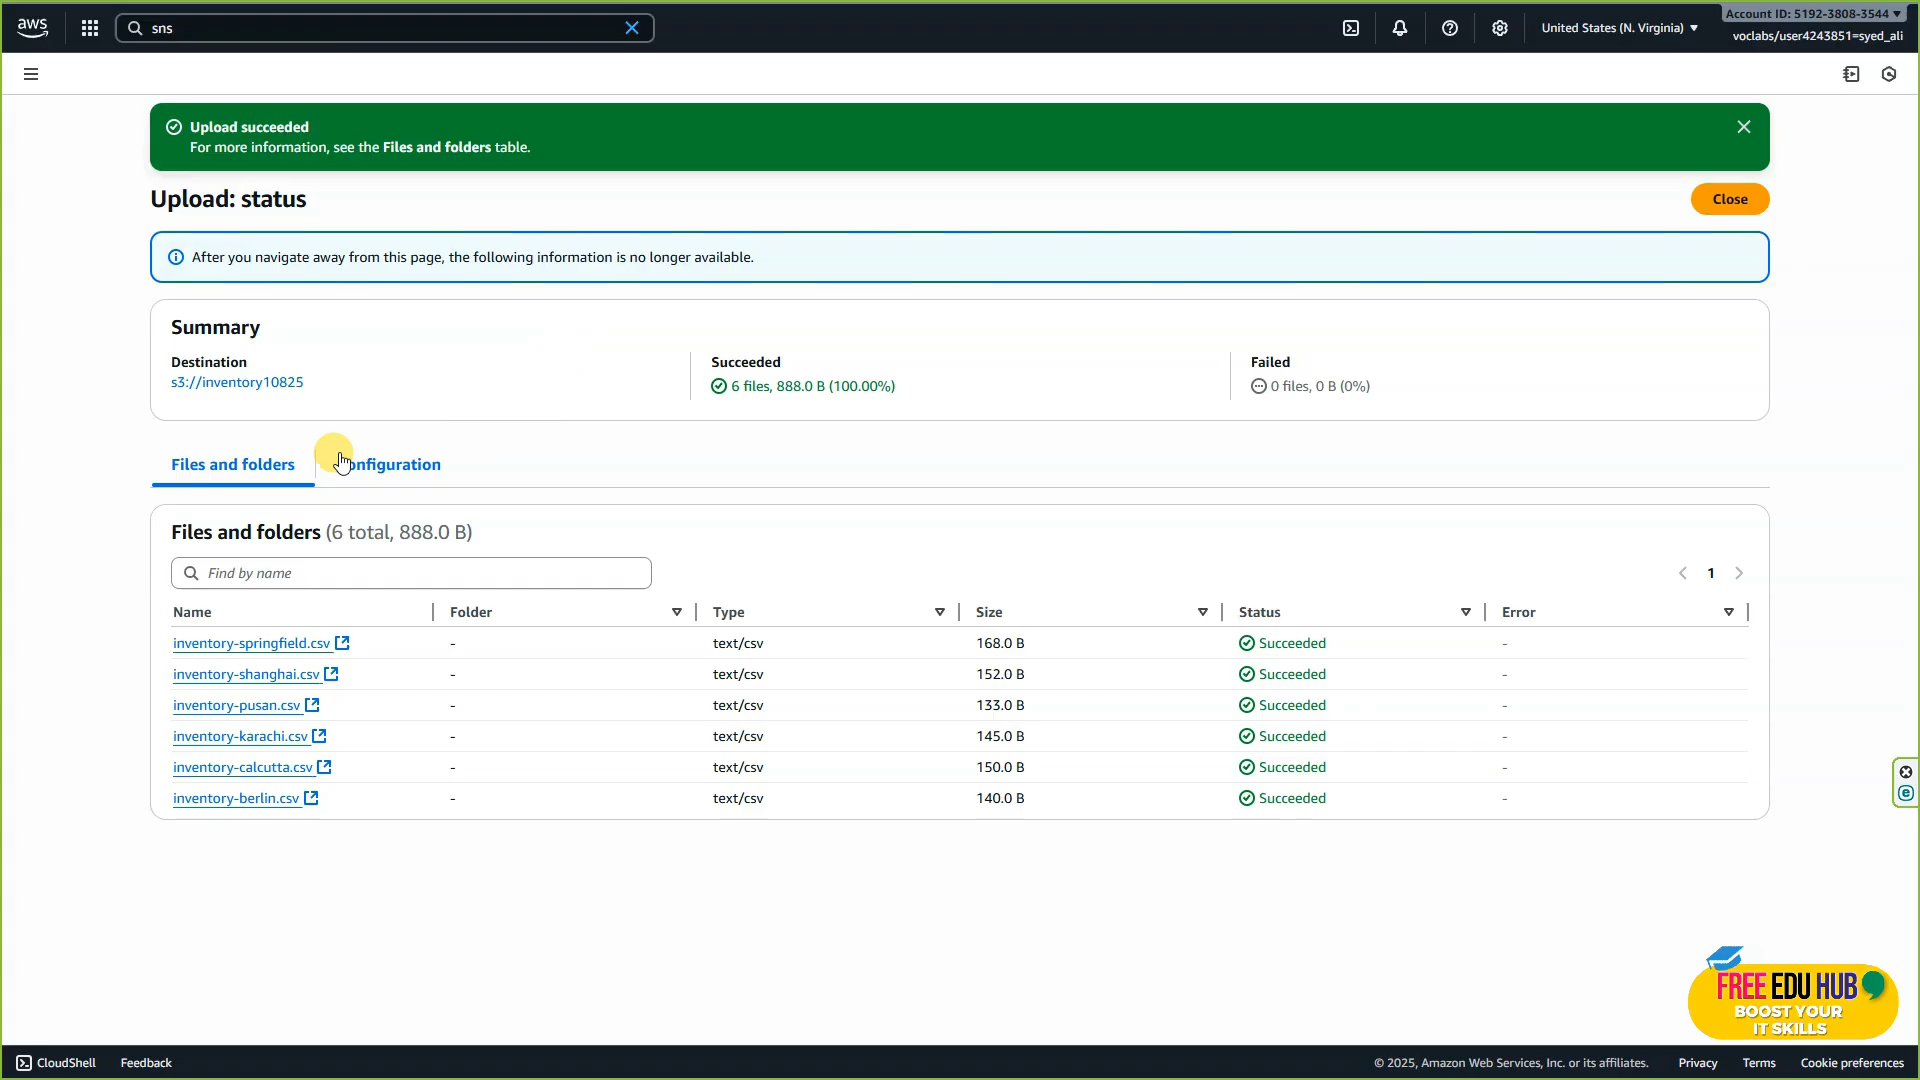 aws
sns
United States (N. Virginia)
Account ID: 5192-3808-3544
voclabs/user4243851=syed_ali
Upload succeeded
For more information, see the Files and folders table.
Upload: status
Close
After you navigate away from this page, the following information is no longer available.
Summary
Destination
s3://inventory10825
Succeeded
6 files, 888.0 B (100.00%)
Failed
0 files, 0 B (0%)
Files and folders
onfiguration
Files and folders (6 total, 888.0 B)
Find by name
1
Name Folder Type Size Status Error
inventory-springfield.csv - text/csv 168.0 B Succeeded -
inventory-shanghai.csv - text/csv 152.0 B Succeeded -
inventory-pusan.csv - text/csv 133.0 B Succeeded -
inventory-karachi.csv - text/csv 145.0 B Succeeded -
inventory-calcutta.csv - text/csv 150.0 B Succeeded -
inventory-berlin.csv - text/csv 140.0 B Succeeded -
FREE EDU HUB
BOOST YOUR
IT SKILLS
CloudShell Feedback © 2025, Amazon Web Services, Inc. or its affiliates. Privacy Terms Cookie preferences